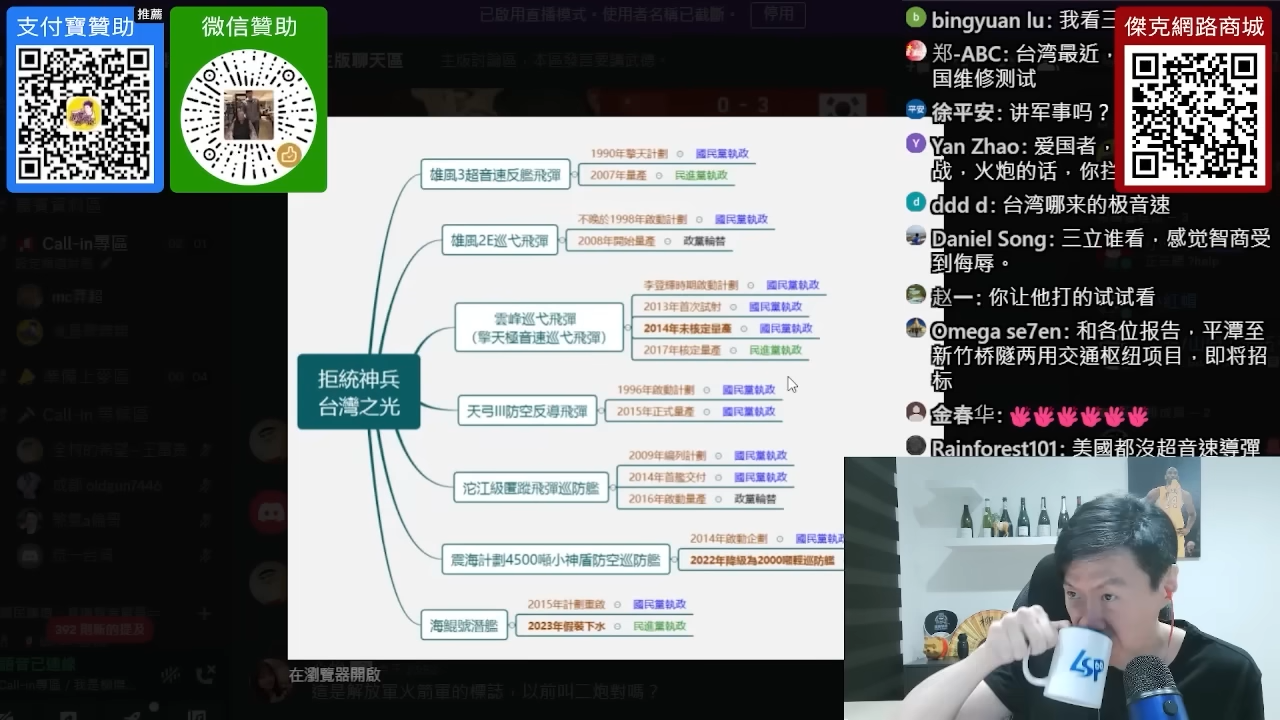 支付寶贊助
推薦
微信贊助
已啟用直播模式。使用者名稱已截斷。
停用
0 - 3
雄風3超音速反艦飛彈
1990年擎天計劃
國民黨執政
2007年量產
民進黨執政
雄風2E巡弋飛彈
不晚於1998年啟動計劃
國民黨執政
2008年開始量產
政黨輪替
雲峰巡弋飛彈
（擎天極音速巡弋飛彈）
李登輝時期啟動計劃
國民黨執政
2013年首次試射
國民黨執政
2014年未核定量產
國民黨執政
2017年核定量產
民進黨執政
拒統神兵
台灣之光
天弓III防空反導飛彈
1996年啟動計劃
國民黨執政
2015年正式量產
國民黨執政
沱江級匿蹤飛彈巡防艦
2009年編列計劃
國民黨執政
2014年首艦交付
國民黨執政
2016年啟動量產
政黨輪替
震海計劃4500噸小神盾防空巡防艦
2014年啟動企劃
國民黨執政
2022年降級為2000噸輕巡防艦
海鯤號潛艦
2015年計劃重啟
國民黨執政
2023年假裝下水
民進黨執政
在瀏覽器開啟
這是解放軍火箭軍的標誌，以前叫二炮對嗎？
Call-in專區
bingyuan lu: 我看三
郑-ABC: 台湾最近，
国维修测试
徐平安: 讲军事吗？
Yan Zhao: 爱国者，
战，火炮的话，你拦
ddd d: 台湾哪来的极音速
Daniel Song: 三立谁看，感觉智商受
到侮辱。
赵一: 你让他打的试试看
Omega se7en: 和各位报告，平潭至
新竹桥隧两用交通枢纽项目，即将招
标
金春华:
Rainforest101: 美國都沒超音速導彈
傑克網路商城